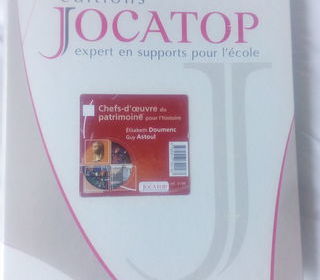 éditions
JOCATOP
expert en supports pour l'école
Chefs-d'œuvre du
patrimoine pour l'histoire
Élisabeth Doumenc
Guy Astoul
JOCATOP